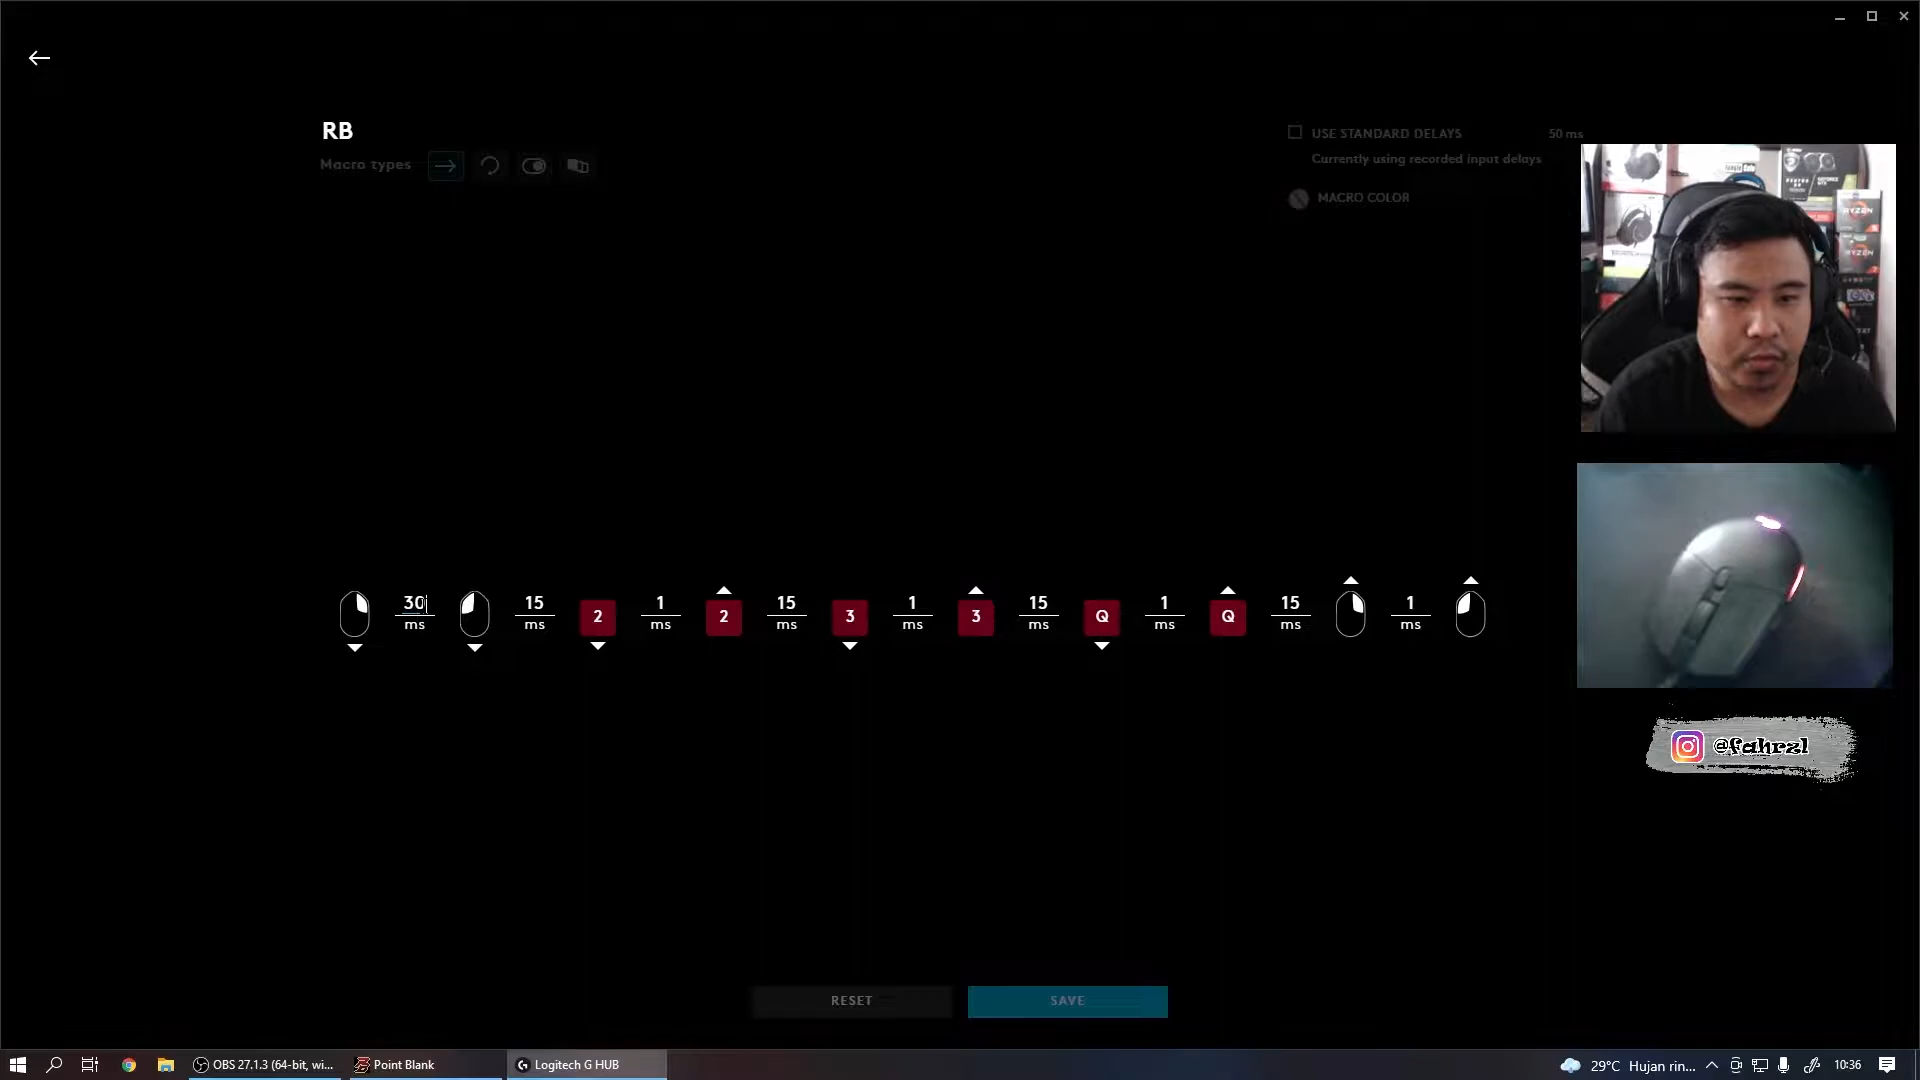 RB
Macro types
USE STANDARD DELAYS 50 ms
Currently using recorded input delays
MACRO COLOR
RYZEN
RYZEN
30 ms 15 ms 2 1 ms 2 15 ms 3 1 ms 3 15 ms Q 1 ms Q 15 ms 1 ms
@fahrzl
RESET SAVE
OBS 27.1.3 (64-bit, wi... Point Blank Logitech G HUB 29°C Hujan rin... 10:36